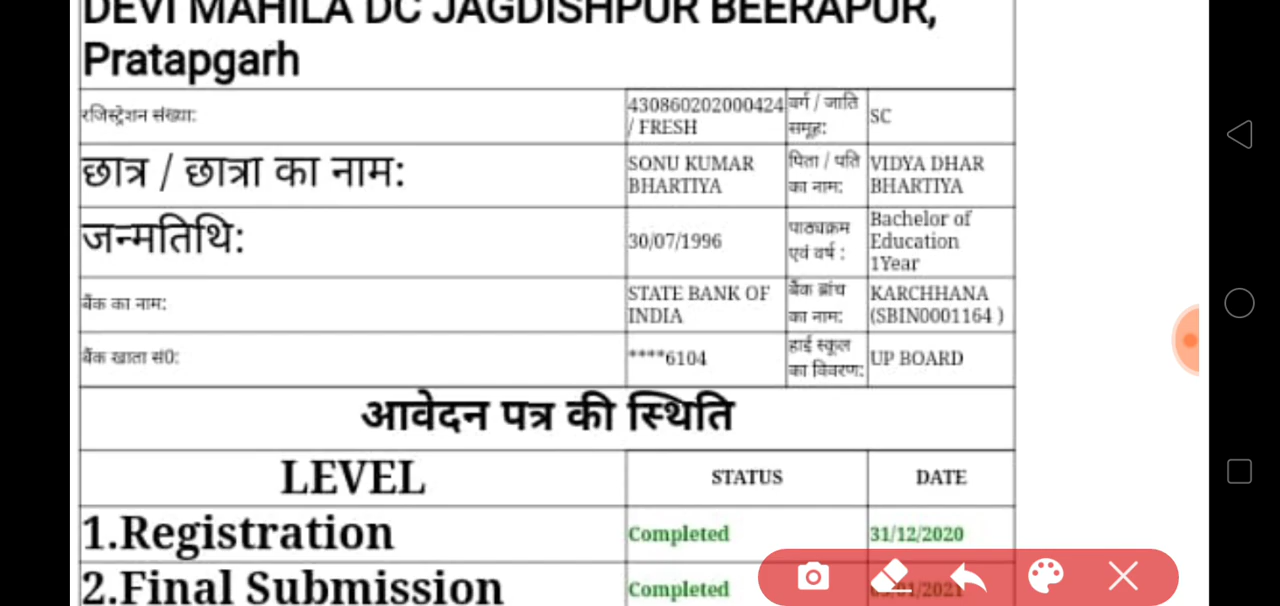 DEVI MAHILA DC JAGDISHPUR BEERAPUR,
Pratapgarh
रजिस्ट्रेशन संख्या:
430860202000424
/ FRESH
वर्ग / जाति
समूह:
SC
छात्र / छात्रा का नाम:
SONU KUMAR
BHARTIYA
पिता / पति
का नाम:
VIDYA DHAR
BHARTIYA
जन्मतिथि:
30/07/1996
पाठ्यक्रम
एवं वर्ष :
Bachelor of
Education
1Year
बैंक का नाम:
STATE BANK OF
INDIA
बैंक ब्रांच
का नाम:
KARCHHANA
(SBIN0001164 )
बैंक खाता सं0:
****6104
हाई स्कूल
का विवरण:
UP BOARD
आवेदन पत्र की स्थिति
LEVEL
STATUS
DATE
1.Registration
Completed
31/12/2020
2.Final Submission
Completed